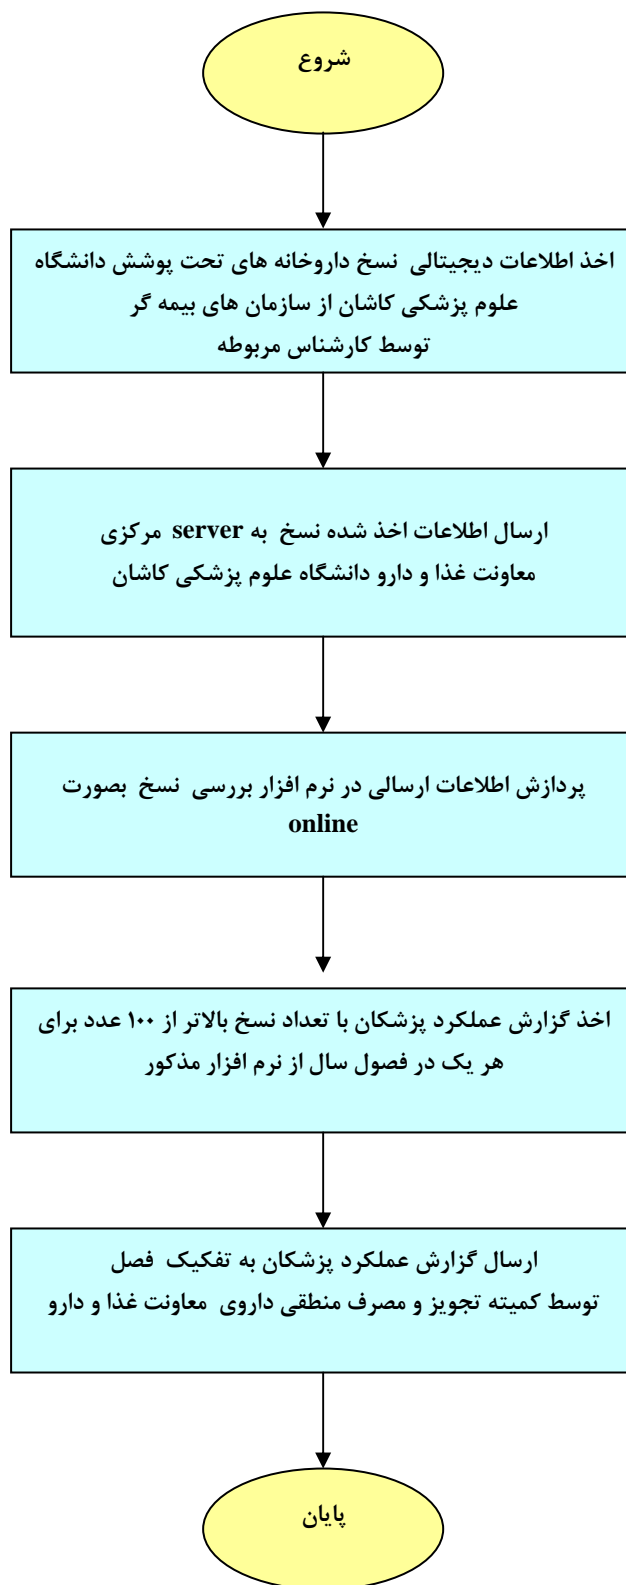 شروع
اخذ اطلاعات دیجیتالی نسخ داروخانه های تحت پوشش دانشگاه
علوم پزشکی کاشان از سازمان های بیمه گر
توسط کارشناس مربوطه
ارسال اطلاعات اخذ شده نسخ به server مرکزی
معاونت غذا و دارو دانشگاه علوم پزشکی کاشان
پردازش اطلاعات ارسالی در نرم افزار بررسی نسخ بصورت
online
اخذ گزارش عملکرد پزشکان با تعداد نسخ بالاتر از ۱۰۰ عدد برای
هر یک در فصول سال از نرم افزار مذکور
ارسال گزارش عملکرد پزشکان به تفکیک فصل
توسط کمیته تجویز و مصرف منطقی داروی معاونت غذا و دارو
پایان